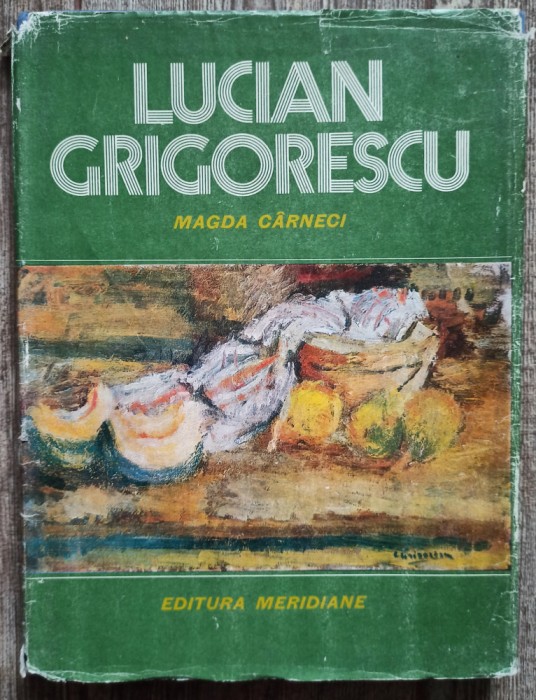 LUCIAN
GRIGORESCU
MAGDA CÂRNECI
EDITURA MERIDIANE